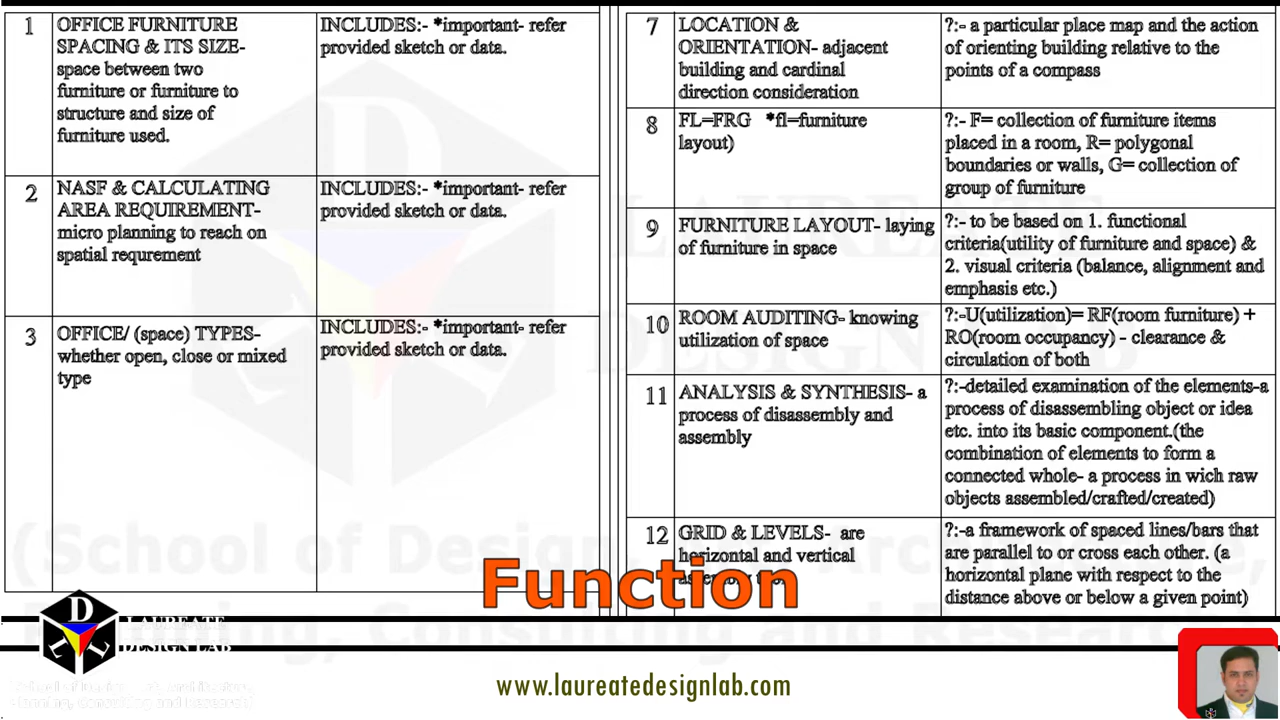 1
OFFICE FURNITURE
SPACING & ITS SIZE-
space between two
furniture or furniture to
structure and size of
furniture used.
INCLUDES:- *important- refer
provided sketch or data.
2
NASF & CALCULATING
AREA REQUIREMENT-
micro planning to reach on
spatial requrement
INCLUDES:- *important- refer
provided sketch or data.
3
OFFICE/ (space) TYPES-
whether open, close or mixed
type
INCLUDES:- *important- refer
provided sketch or data.
7
LOCATION &
ORIENTATION- adjacent
building and cardinal
direction consideration
?:- a particular place map and the action
of orienting building relative to the
points of a compass
8
FL=FRG *fl=furniture
layout)
?:- F= collection of furniture items
placed in a room, R= polygonal
boundaries or walls, G= collection of
group of furniture
9
FURNITURE LAYOUT- laying
of furniture in space
?:- to be based on 1. functional
criteria(utility of furniture and space) &
2. visual criteria (balance, alignment and
emphasis etc.)
10
ROOM AUDITING- knowing
utilization of space
?:-U(utilization)= RF(room furniture) +
RO(room occupancy) - clearance &
circulation of both
11
ANALYSIS & SYNTHESIS- a
process of disassembly and
assembly
?:-detailed examination of the elements-a
process of disassembling object or idea
etc. into its basic component.(the
combination of elements to form a
connected whole- a process in wich raw
objects assembled/crafted/created)
12
GRID & LEVELS- are
horizontal and vertical
?:-a framework of spaced lines/bars that
are parallel to or cross each other. (a
horizontal plane with respect to the
distance above or below a given point)
Function
LAUREATE
DESIGN LAB
www.laureatedesignlab.com